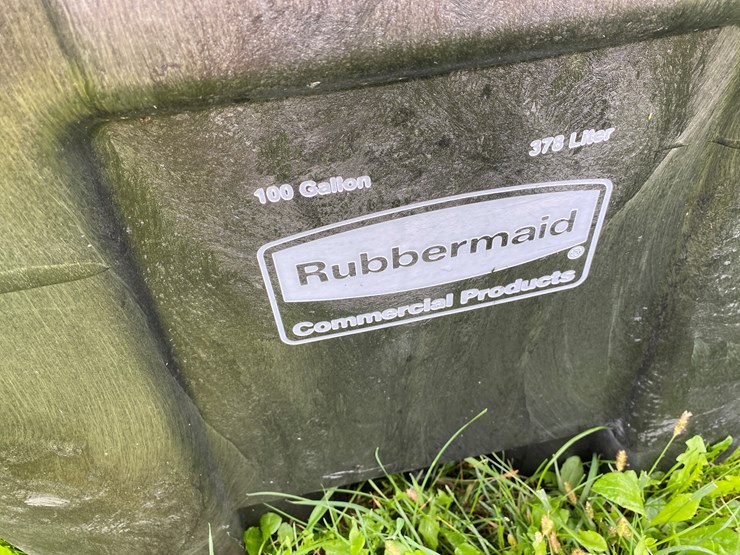 100 Gallon
378 Liter
Rubbermaid
®
Commercial Products